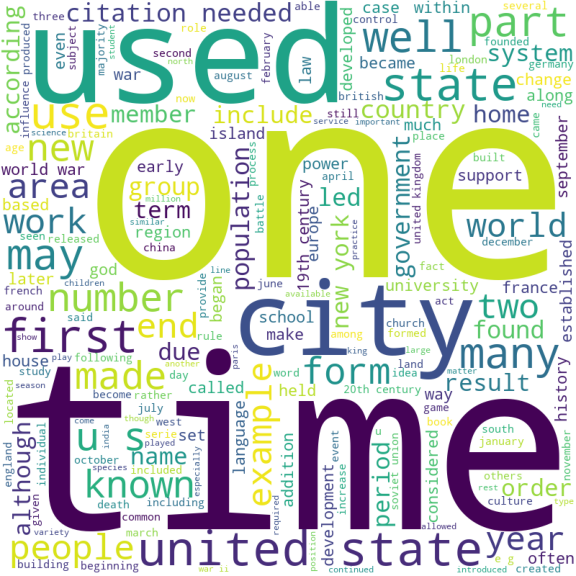 according
influence
produced
three
even
subject
majority
student
citation needed
role
able
several
second
north
war
august
february
law
control
london
founded
germany
life
developed
case within
became
british
used
well
part
state
system
along
change
use
member
include
country
much
home
need
came
now
new
age
science
britain
island
still
service
important
place
world war
early
process
april
power
built
support
september
area
based
group
million
similar
china
term
region
battle
population
one
led
19th century
europe
practice
government
united kingdom
world
december
work
may
seen
released
later
god
french
around
children
said
number
began
line
june
provide
fact
new york
available
university
act
france
established
first
show
play
end
rule
among
church
formed
king
city
two
found
many
house
following
another
due
school
make
paris
idea
land
large
matter
history
study
season
made
day
word
form
result
located
become
rather
called
held
20th century
way
game
time
england
individual
although
given
come
though
july
played
west
serie
set
india
language
example
u s
name
october
species
included
especially
known
death
including
addition
development
increase
event
soviet union
u
period
considered
book
south
january
others
rest
order
culture
november
type
variety
common
march
required
position
allowed
people
united state
year
often
building
beginning
war ii
continued
e g
introduced
created